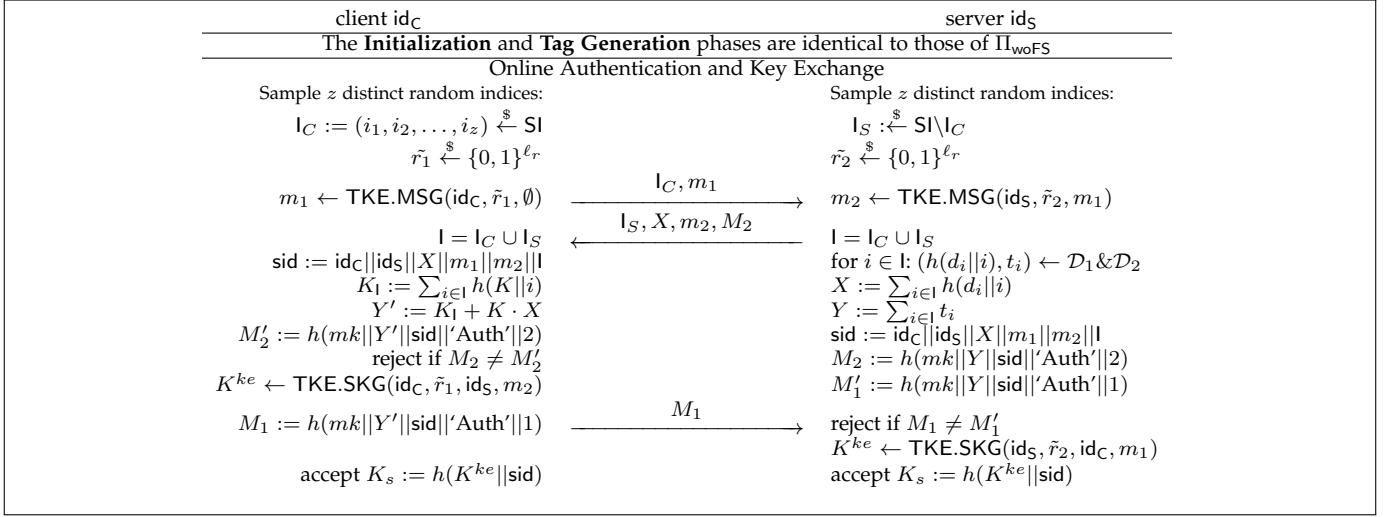 client id_C server id_S
The Initialization and Tag Generation phases are identical to those of Π_woFS
Online Authentication and Key Exchange
Sample z distinct random indices: Sample z distinct random indices:
I_C := (i_1, i_2, . . . , i_z) ←$ SI I_S :←$ SI\I_C
r̃_1 ←$ {0, 1}^{ℓ_r} r̃_2 ←$ {0, 1}^{ℓ_r}
I_C, m_1
m_1 ← TKE.MSG(id_C, r̃_1, ∅) m_2 ← TKE.MSG(id_S, r̃_2, m_1)
I_S, X, m_2, M_2
I = I_C ∪ I_S I = I_C ∪ I_S
sid := id_C||id_S||X||m_1||m_2||I for i ∈ I: (h(d_i||i), t_i) ← D_1&D_2
K_I := ∑_{i∈I} h(K||i) X := ∑_{i∈I} h(d_i||i)
Y′ := K_I + K · X Y := ∑_{i∈I} t_i
M′_2 := h(mk||Y′||sid||‘Auth’||2) sid := id_C||id_S||X||m_1||m_2||I
reject if M_2 ≠ M′_2 M_2 := h(mk||Y||sid||‘Auth’||2)
K^{ke} ← TKE.SKG(id_C, r̃_1, id_S, m_2) M′_1 := h(mk||Y||sid||‘Auth’||1)
M_1 := h(mk||Y′||sid||‘Auth’||1) M_1 reject if M_1 ≠ M′_1
K^{ke} ← TKE.SKG(id_S, r̃_2, id_C, m_1)
accept K_s := h(K^{ke}||sid) accept K_s := h(K^{ke}||sid)